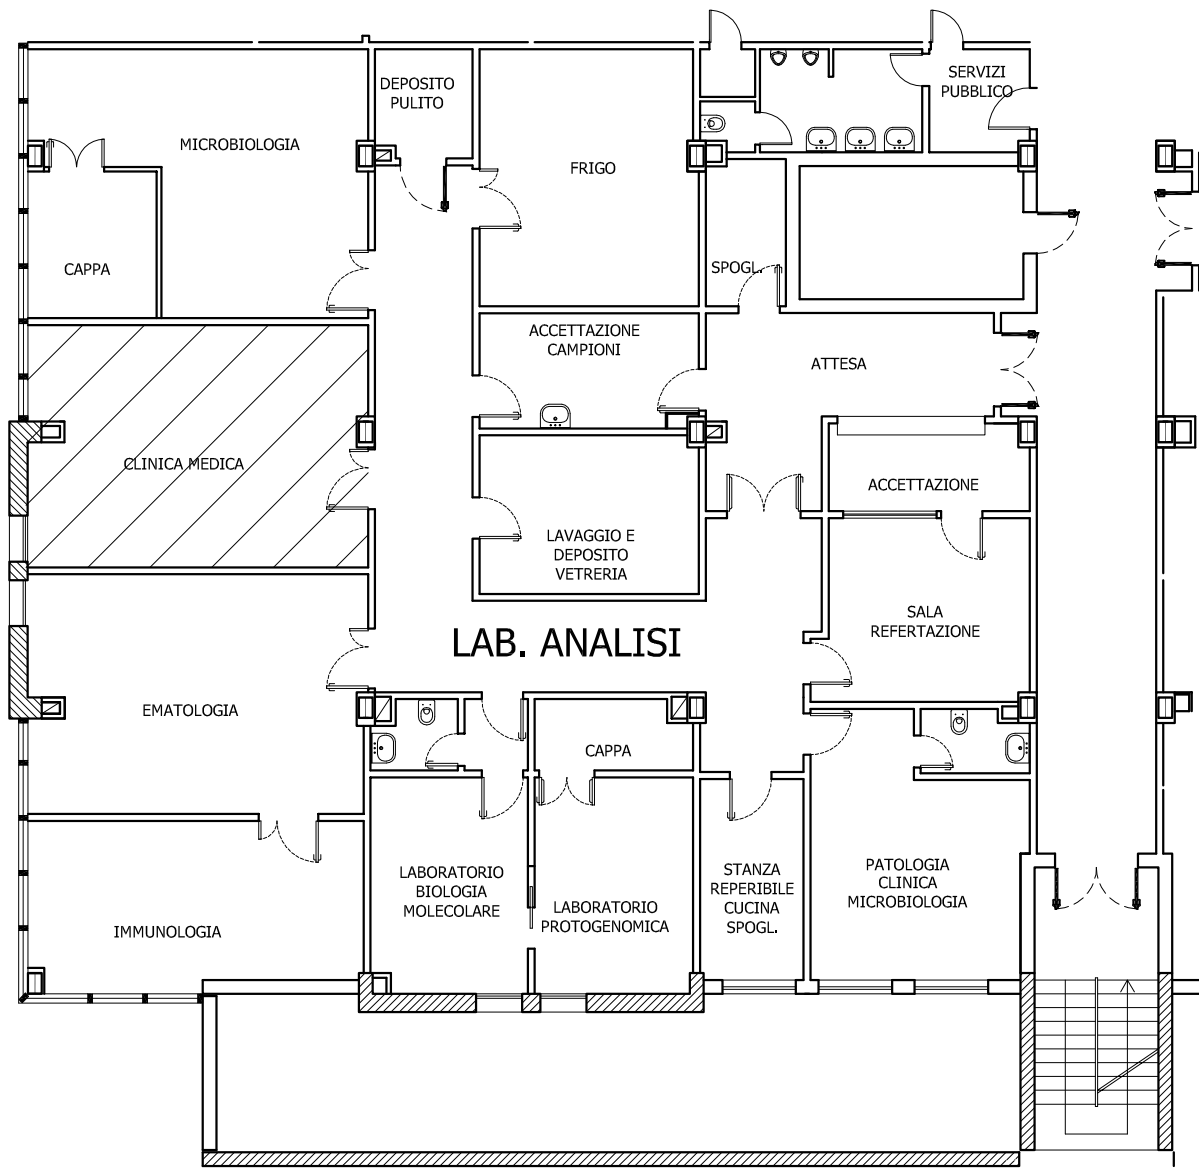 DEPOSITO
PULITO
SERVIZI
PUBBLICO
MICROBIOLOGIA
FRIGO
CAPPA
SPOGL.
ACCETTAZIONE
CAMPIONI
ATTESA
CLINICA MEDICA
ACCETTAZIONE
LAVAGGIO E
DEPOSITO
VETRERIA
SALA
REFERTAZIONE
LAB. ANALISI
EMATOLOGIA
CAPPA
LABORATORIO
BIOLOGIA
MOLECOLARE
LABORATORIO
PROTOGENOMICA
STANZA
REPERIBILE
CUCINA
SPOGL.
PATOLOGIA
CLINICA
MICROBIOLOGIA
IMMUNOLOGIA